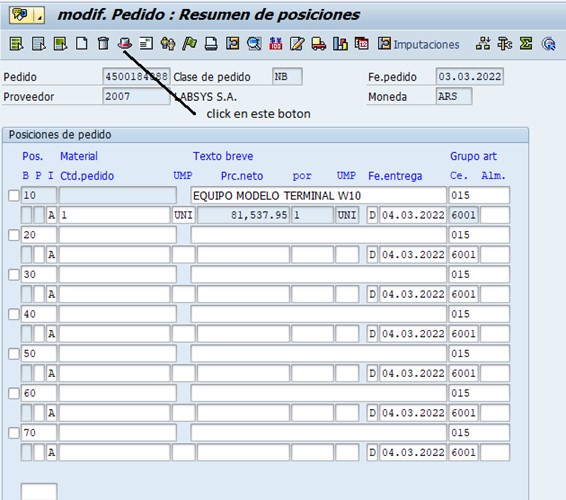 modif. Pedido : Resumen de posiciones
Imputaciones
Pedido 4500184888 Clase de pedido NB Fe.pedido 03.03.2022
Proveedor 2007 LABSYS S.A. Moneda ARS
click en este boton
Posiciones de pedido
Pos. Material Texto breve Grupo art
B P I Ctd.pedido UMP Prc.neto por UMP Fe.entrega Ce. Alm.
10 EQUIPO MODELO TERMINAL W10 015
A 1 UNI 81,537.95 1 UNI D 04.03.2022 6001
20 015
A D 04.03.2022 6001
30 015
A D 04.03.2022 6001
40 015
A D 04.03.2022 6001
50 015
A D 04.03.2022 6001
60 015
A D 04.03.2022 6001
70 015
A D 04.03.2022 6001